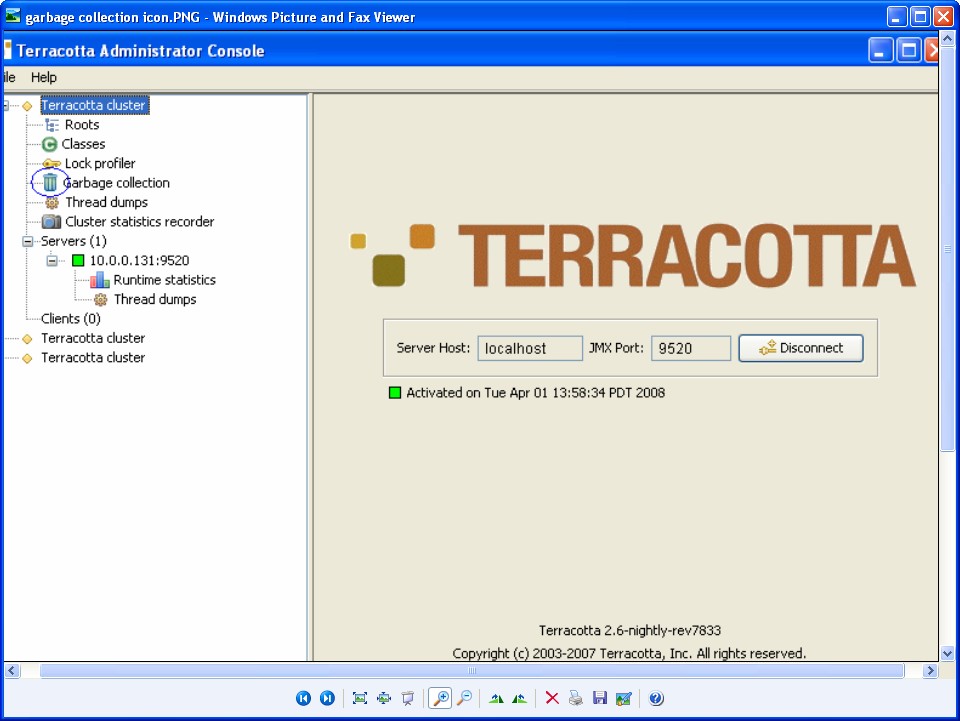 garbage collection icon.PNG - Windows Picture and Fax Viewer
Terracotta Administrator Console
ile Help
Terracotta cluster
Roots
Classes
Lock profiler
Garbage collection
Thread dumps
Cluster statistics recorder
Servers (1)
10.0.0.131:9520
Runtime statistics
Thread dumps
Clients (0)
Terracotta cluster
Terracotta cluster
TERRACOTTA
Server Host: localhost JMX Port: 9520 Disconnect
Activated on Tue Apr 01 13:58:34 PDT 2008
Terracotta 2.6-nightly-rev7833
Copyright (c) 2003-2007 Terracotta, Inc. All rights reserved.